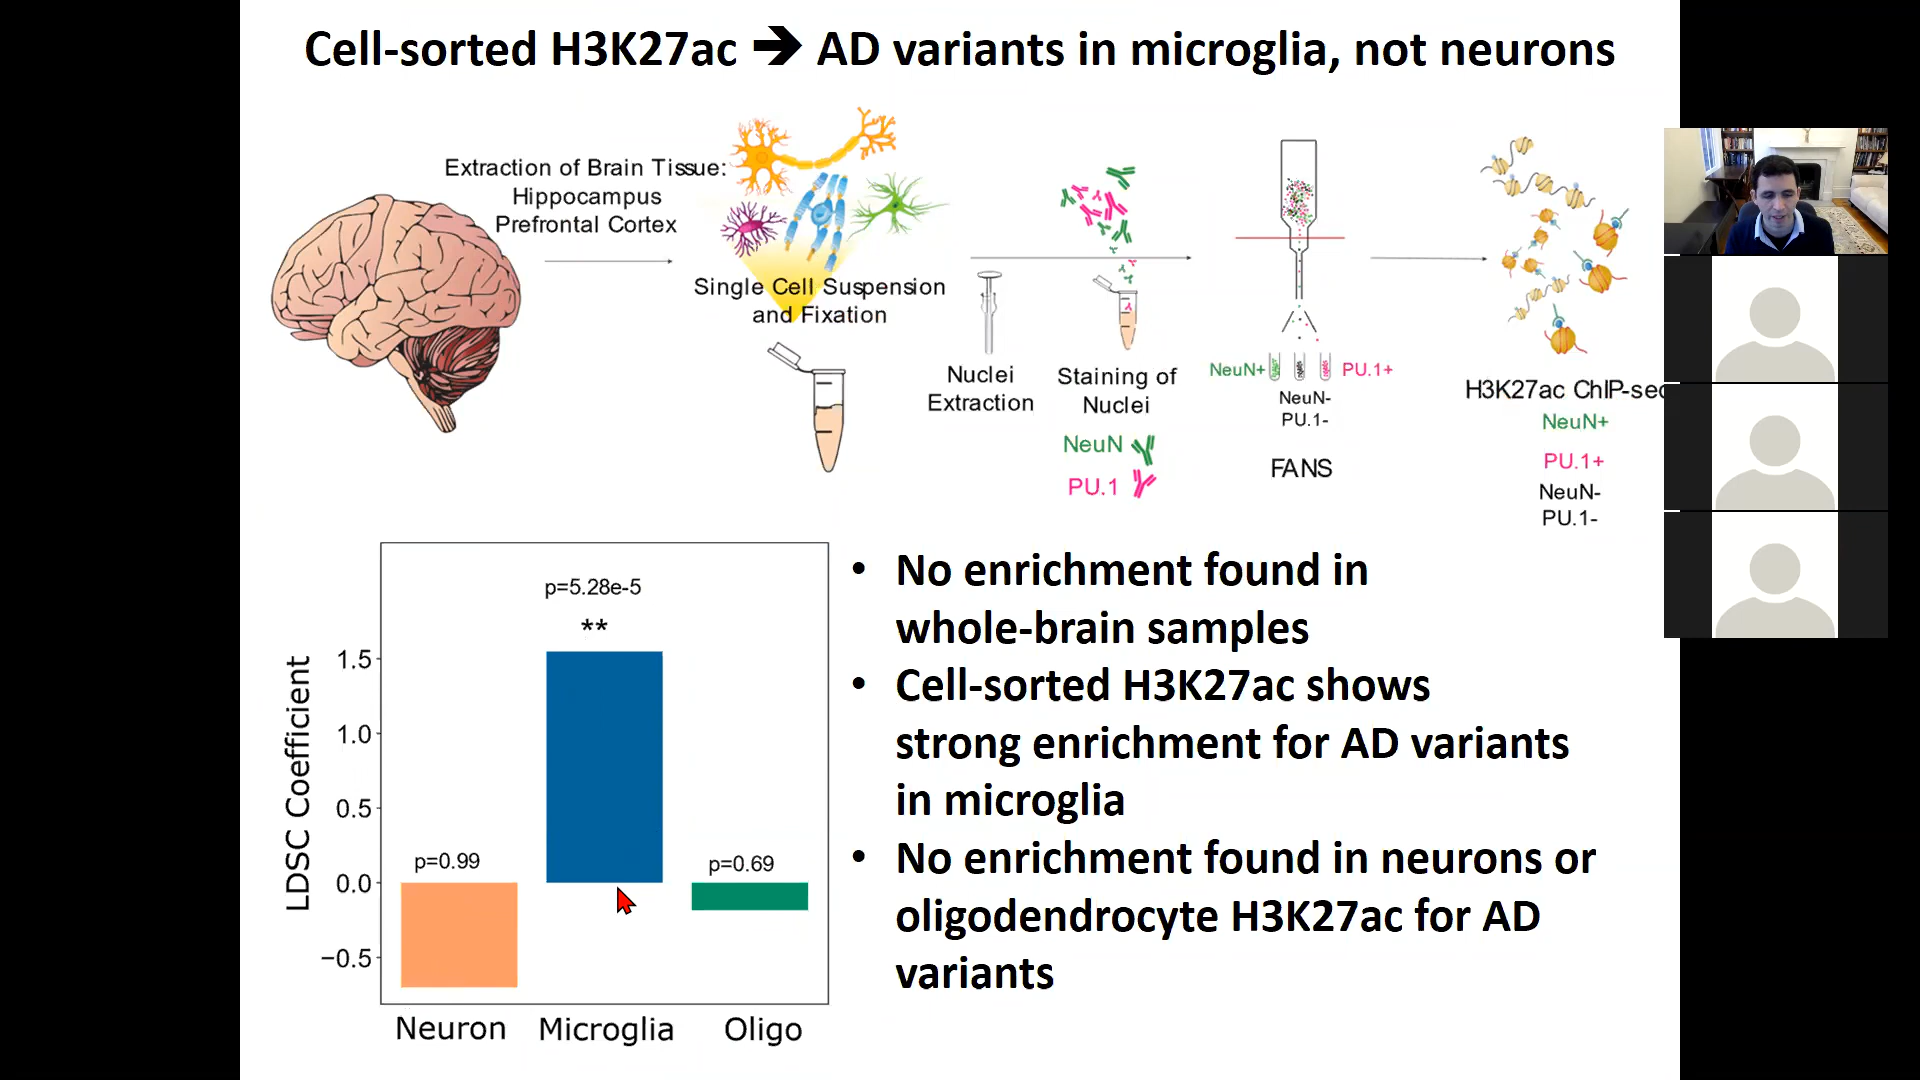 Cell-sorted H3K27ac → AD variants in microglia, not neurons
Extraction of Brain Tissue:
Hippocampus
Prefrontal Cortex
Single Cell Suspension
and Fixation
Nuclei
Extraction
Staining of
Nuclei
NeuN
PU.1
NeuN+
PU.1+
NeuN-
PU.1-
FANS
H3K27ac ChIP-sec
NeuN+
PU.1+
NeuN-
PU.1-
LDSC Coefficient
1.5
1.0
0.5
0.0
−0.5
p=0.99
p=5.28e-5
**
p=0.69
Neuron
Microglia
Oligo
• No enrichment found in
whole-brain samples
• Cell-sorted H3K27ac shows
strong enrichment for AD variants
in microglia
• No enrichment found in neurons or
oligodendrocyte H3K27ac for AD
variants